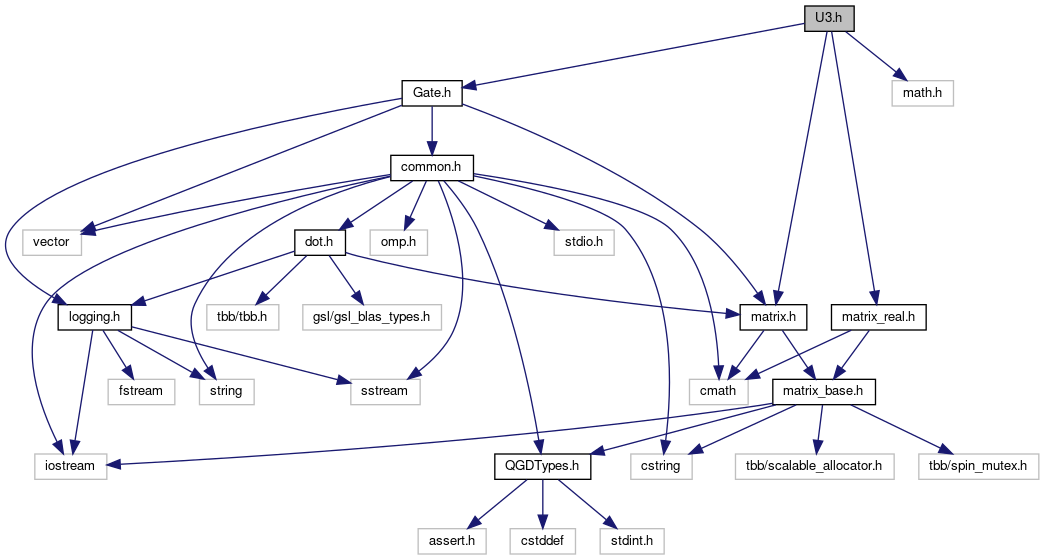 U3.h
Gate.h
math.h
common.h
vector
dot.h
omp.h
stdio.h
logging.h
tbb/tbb.h
gsl/gsl_blas_types.h
matrix.h
matrix_real.h
fstream
string
sstream
cmath
matrix_base.h
iostream
QGDTypes.h
cstring
tbb/scalable_allocator.h
tbb/spin_mutex.h
assert.h
cstddef
stdint.h